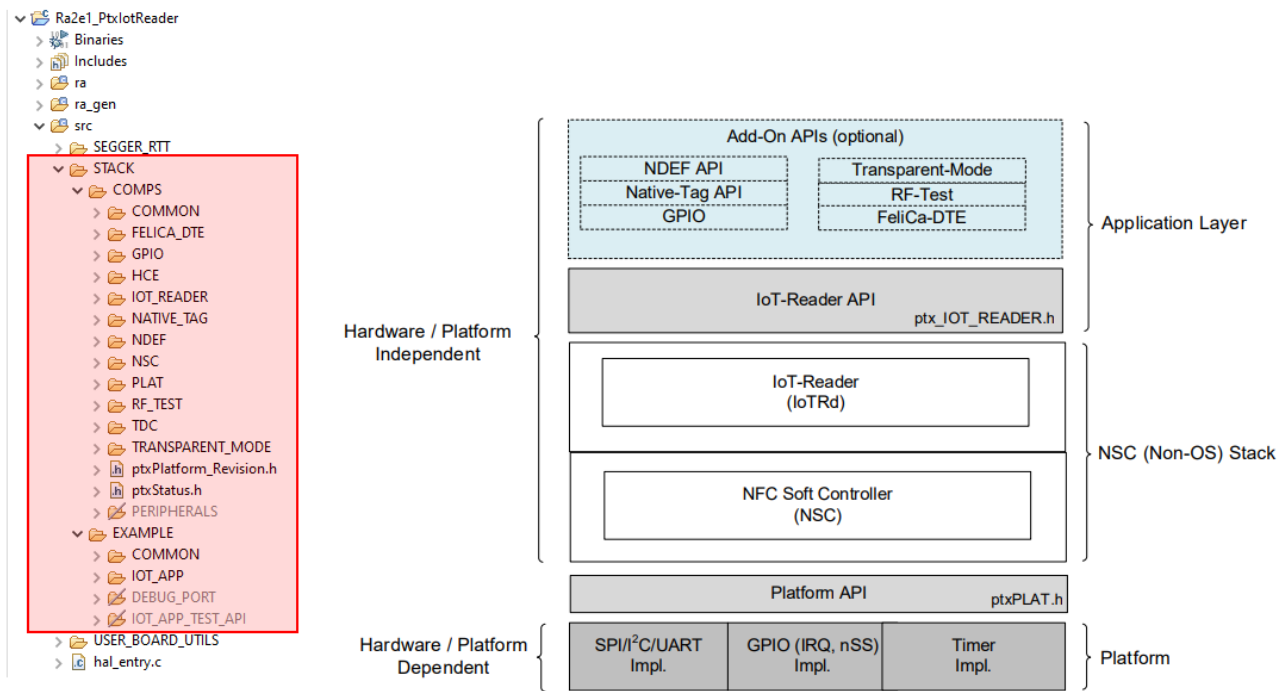 Ra2e1_PtxIotReader
Binaries
Includes
ra
ra_gen
src
SEGGER_RTT
STACK
COMPS
COMMON
FELICA_DTE
GPIO
HCE
IOT_READER
NATIVE_TAG
NDEF
NSC
PLAT
RF_TEST
TDC
TRANSPARENT_MODE
ptxPlatform_Revision.h
ptxStatus.h
PERIPHERALS
EXAMPLE
COMMON
IOT_APP
DEBUG_PORT
IOT_APP_TEST_API
USER_BOARD_UTILS
hal_entry.c
Hardware / Platform
Independent
Add-On APIs (optional)
NDEF API
Native-Tag API
GPIO
Transparent-Mode
RF-Test
FeliCa-DTE
IoT-Reader API
ptx_IOT_READER.h
Application Layer
IoT-Reader
(IoTRd)
NFC Soft Controller
(NSC)
NSC (Non-OS) Stack
Platform API
ptxPLAT.h
Hardware / Platform
Dependent
SPI/I²C/UART
Impl.
GPIO (IRQ, nSS)
Impl.
Timer
Impl.
Platform